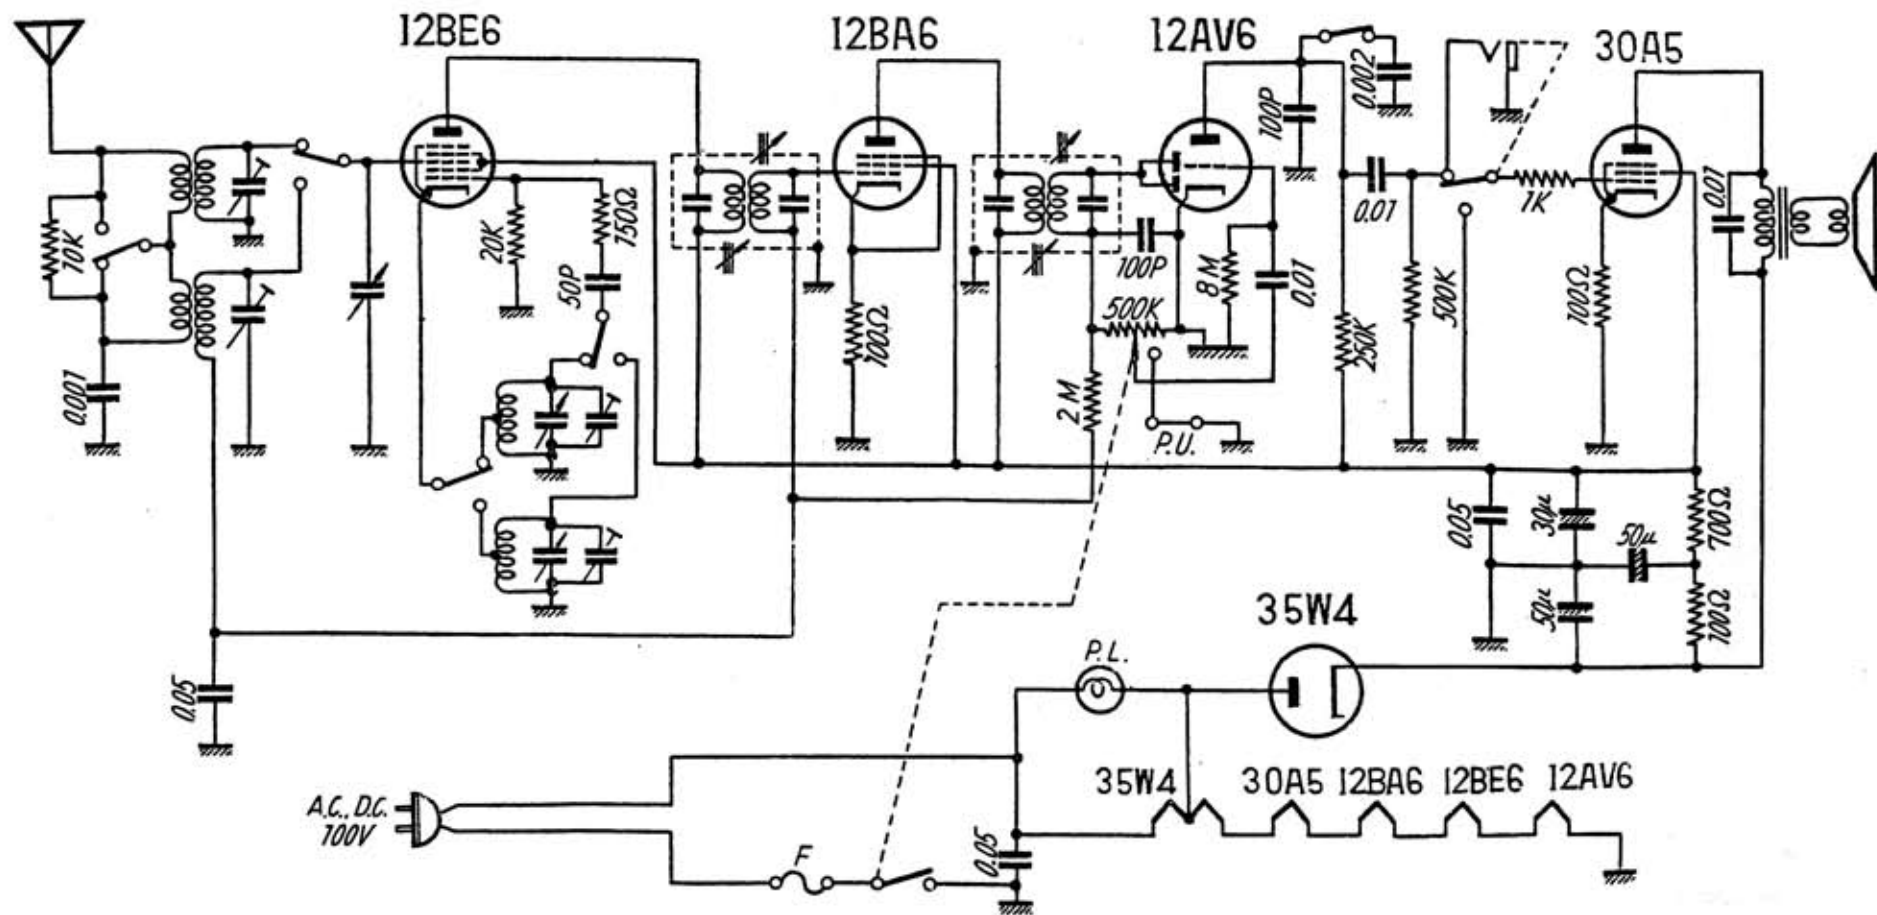 12BE6
12BA6
12AV6
30A5
0.002
100P
70K
20K
750Ω
50P
100P
8M
0.01
0.01
500K
1K
0.01
100Ω
500K
250K
100Ω
2M
P.U.
0.001
0.05
30μ
50μ
700Ω
50μ
100Ω
35W4
P.L.
0.05
A.C., D.C.
100V
F
0.05
35W4
30A5
12BA6
12BE6
12AV6